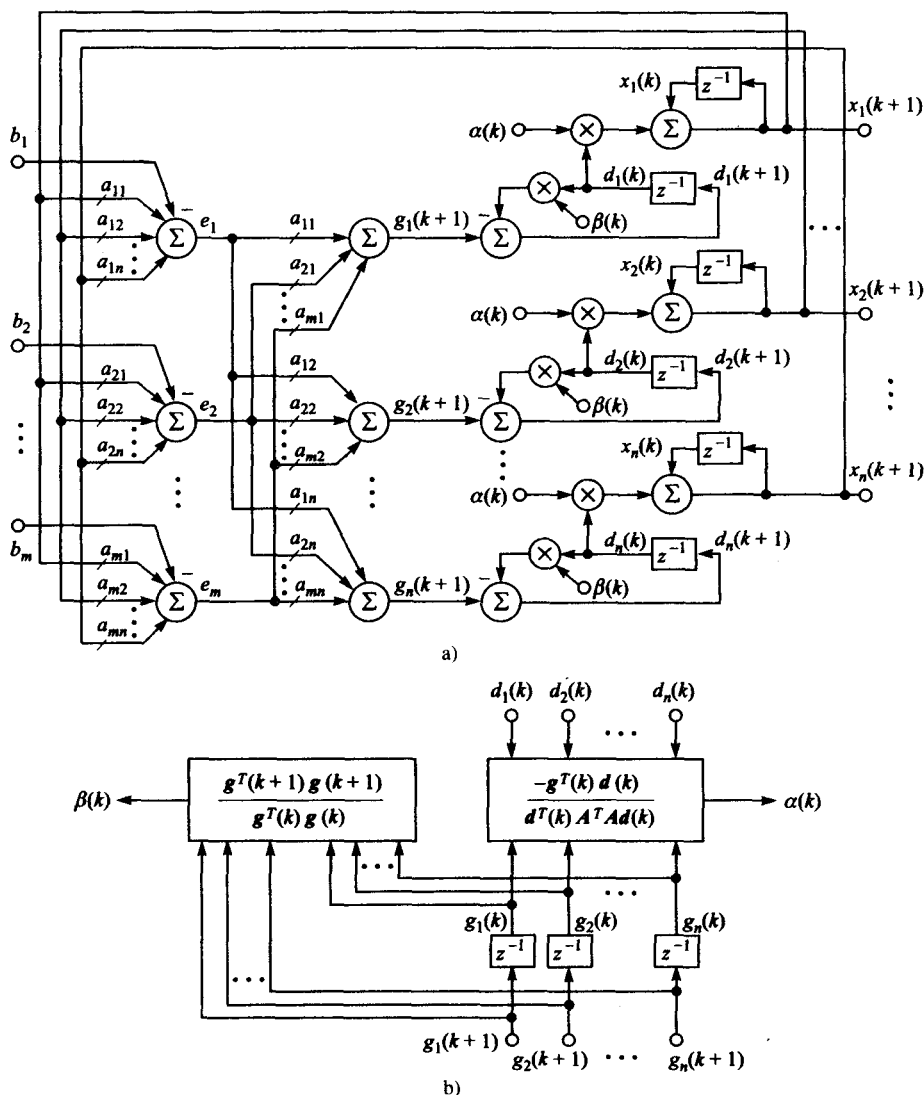 x₁(k) z⁻¹ x₁(k + 1)
α(k) × Σ
b₁
a₁₁ − d₁(k) z⁻¹ d₁(k + 1)
×
a₁₂ Σ e₁ a₁₁ Σ g₁(k + 1) − Σ β(k)
a₁ₙ a₂₁ x₂(k) z⁻¹ x₂(k + 1)
aₘ₁ α(k) × Σ
b₂
a₁₂ d₂(k) z⁻¹ d₂(k + 1)
×
a₂₁ −
a₂₂ Σ e₂ a₂₂ Σ g₂(k + 1) − Σ β(k)
a₂ₙ aₘ₂ xₙ(k) z⁻¹ xₙ(k + 1)
α(k) × Σ
a₁ₙ
bₘ dₙ(k) z⁻¹ dₙ(k + 1)
×
aₘ₁ − a₂ₙ
aₘ₂ Σ eₘ aₘₙ Σ gₙ(k + 1) − Σ β(k)
aₘₙ
a)
d₁(k) d₂(k) ··· dₙ(k)
β(k) gᵀ(k + 1) g (k + 1) / gᵀ(k) g (k) −gᵀ(k) d (k) / dᵀ(k) AᵀAd(k) α(k)
··· ···
g₁(k) g₂(k) gₙ(k)
z⁻¹ z⁻¹ z⁻¹
···
g₁(k + 1) g₂(k + 1) ··· gₙ(k + 1)
b)